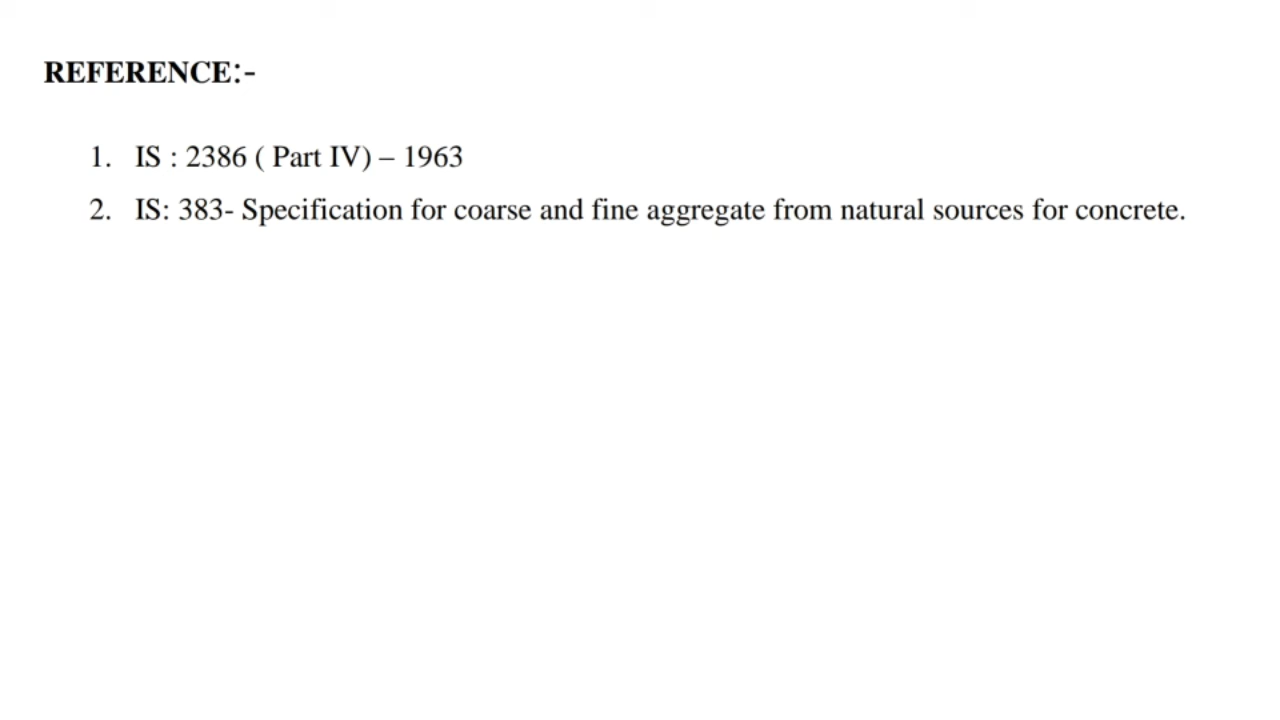 REFERENCE:-
1. IS : 2386 ( Part IV) – 1963
2. IS: 383- Specification for coarse and fine aggregate from natural sources for concrete.